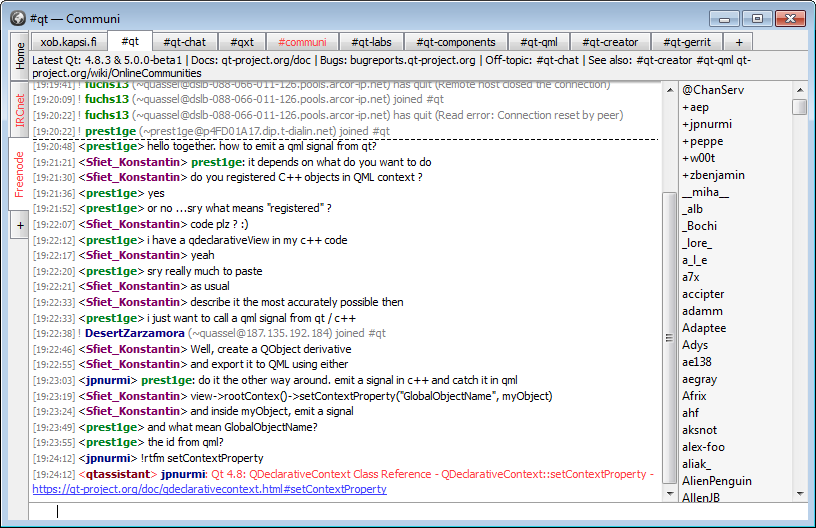 #qt — Communi
xob.kapsi.fi #qt #qt-chat #qxt #communi #qt-labs #qt-components #qt-qml #qt-creator #qt-gerrit +
Home
IRCnet
Freenode
+
Latest Qt: 4.8.3 & 5.0.0-beta1 | Docs: qt-project.org/doc | Bugs: bugreports.qt-project.org | Off-topic: #qt-chat | See also: #qt-creator #qt-qml qt-
project.org/wiki/OnlineCommunities
[19:19:41] ! fuchs13 (~quassel@dslb-088-066-011-126.pools.arcor-ip.net) has quit (Remote host closed the connection)
[19:20:09] ! fuchs13 (~quassel@dslb-088-066-011-126.pools.arcor-ip.net) joined #qt
[19:20:22] ! fuchs13 (~quassel@dslb-088-066-011-126.pools.arcor-ip.net) has quit (Read error: Connection reset by peer)
[19:20:22] ! prest1ge (~prest1ge@p4FD01A17.dip.t-dialin.net) joined #qt
[19:20:48] <prest1ge> hello together. how to emit a qml signal from qt?
[19:21:21] <Sfiet_Konstantin> prest1ge: it depends on what do you want to do
[19:21:30] <Sfiet_Konstantin> do you registered C++ objects in QML context ?
[19:21:36] <prest1ge> yes
[19:21:52] <prest1ge> or no ...sry what means "registered" ?
[19:22:07] <Sfiet_Konstantin> code plz ? :)
[19:22:12] <prest1ge> i have a qdeclarativeView in my c++ code
[19:22:17] <Sfiet_Konstantin> yeah
[19:22:20] <prest1ge> sry really much to paste
[19:22:21] <Sfiet_Konstantin> as usual
[19:22:33] <Sfiet_Konstantin> describe it the most accurately possible then
[19:22:33] <prest1ge> i just want to call a qml signal from qt / c++
[19:22:38] ! DesertZarzamora (~quassel@187.135.192.184) joined #qt
[19:22:46] <Sfiet_Konstantin> Well, create a QObject derivative
[19:22:55] <Sfiet_Konstantin> and export it to QML using either
[19:23:03] <jpnurmi> prest1ge: do it the other way around. emit a signal in c++ and catch it in qml
[19:23:19] <Sfiet_Konstantin> view->rootContex()->setContextProperty("GlobalObjectName", myObject)
[19:23:24] <Sfiet_Konstantin> and inside myObject, emit a signal
[19:23:49] <prest1ge> and what mean GlobalObjectName?
[19:23:55] <prest1ge> the id from qml?
[19:24:12] <jpnurmi> !rtfm setContextProperty
[19:24:12] <qtassistant> jpnurmi: Qt 4.8: QDeclarativeContext Class Reference - QDeclarativeContext::setContextProperty -
https://qt-project.org/doc/qdeclarativecontext.html#setContextProperty
@ChanServ
+aep
+jpnurmi
+peppe
+w00t
+zbenjamin
__miha__
_alb
_Bochi
_lore_
a_l_e
a7x
accipter
adamm
Adaptee
Adys
ae138
aegray
Afrix
ahf
aksnot
alex-foo
aliak_
AlienPenguin
AllenJB